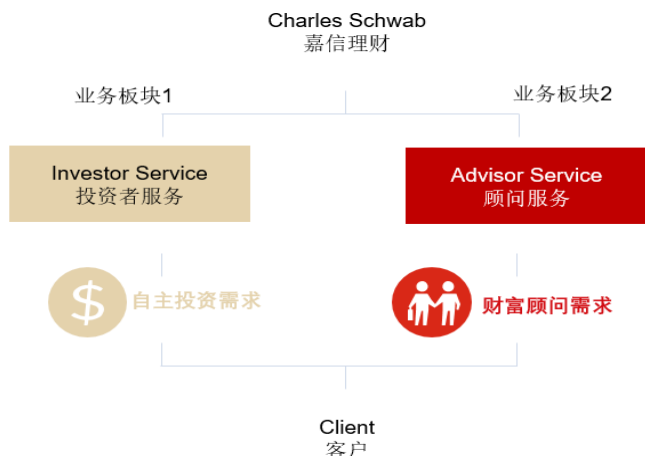 Charles Schwab
嘉信理财
业务板块1
业务板块2
Investor Service
投资者服务
Advisor Service
顾问服务
$
自主投资需求
财富顾问需求
Client
客户